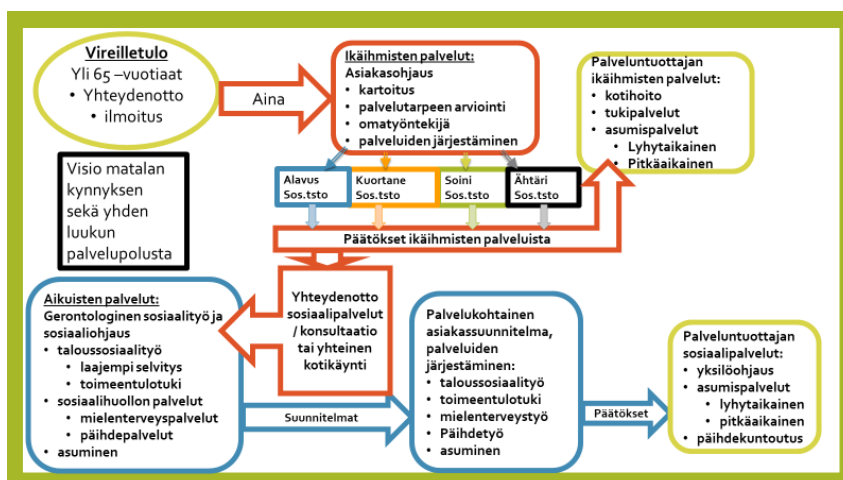 Vireilletulo
Yli 65 –vuotiaat
• Yhteydenotto
• ilmoitus
Aina
Ikäihmisten palvelut:
Asiakasohjaus
• kartoitus
• palvelutarpeen arviointi
• omatyöntekijä
• palveluiden järjestäminen
Palveluntuottajan
ikäihmisten palvelut:
• kotihoito
• tukipalvelut
• asumispalvelut
• Lyhytaikainen
• Pitkäaikainen
Visio matalan
kynnyksen
sekä yhden
luukun
palvelupolusta
Alavus
Sos.tsto
Kuortane
Sos.tsto
Soini
Sos.tsto
Ähtäri
Sos.tsto
Päätökset ikäihmisten palveluista
Yhteydenotto
sosiaalipalvelut
/ konsultaatio
tai yhteinen
kotikäynti
Aikuisten palvelut:
Gerontologinen sosiaalityö ja
sosiaaliohjaus
• taloussosiaalityö
• laajempi selvitys
• toimeentulotuki
• sosiaalihuollon palvelut
• mielenterveyspalvelut
• päihdepalvelut
• asuminen
Suunnitelmat
Palvelukohtainen
asiakassuunnitelma,
palveluiden
järjestäminen:
• taloussosiaalityö
• toimeentulotuki
• mielenterveystyö
• Päihdetyö
• asuminen
Päätökset
Palveluntuottajan
sosiaalipalvelut:
• yksilöohjaus
• asumispalvelut
• lyhytaikainen
• pitkäaikainen
• päihdekuntoutus